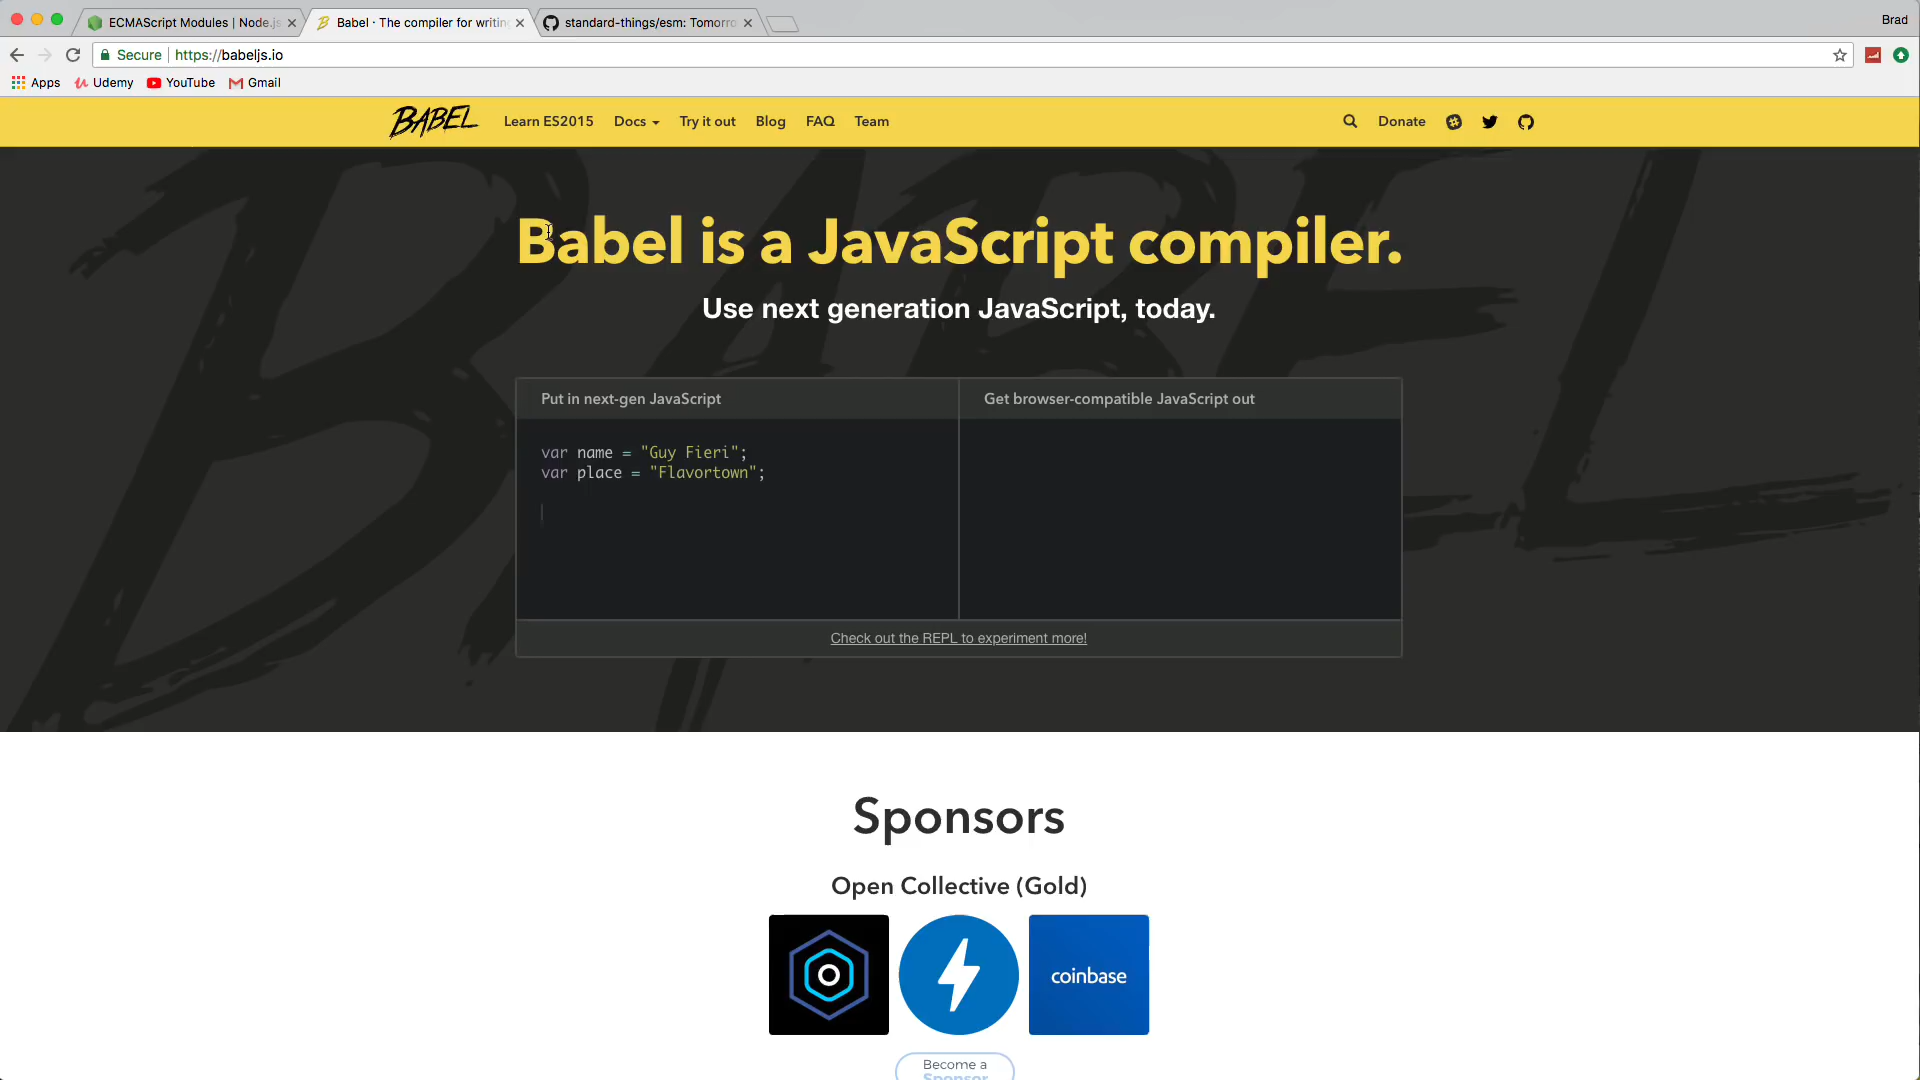 ECMAScript Modules | Node.js
Babel · The compiler for writing
standard-things/esm: Tomorro
Brad
Secure https://babeljs.io
Apps Udemy YouTube Gmail
BABEL Learn ES2015 Docs Try it out Blog FAQ Team Donate
Babel is a JavaScript compiler.
Use next generation JavaScript, today.
Put in next-gen JavaScript
Get browser-compatible JavaScript out
var name = "Guy Fieri";
var place = "Flavortown";
Check out the REPL to experiment more!
Sponsors
Open Collective (Gold)
coinbase
Become a
Sponsor